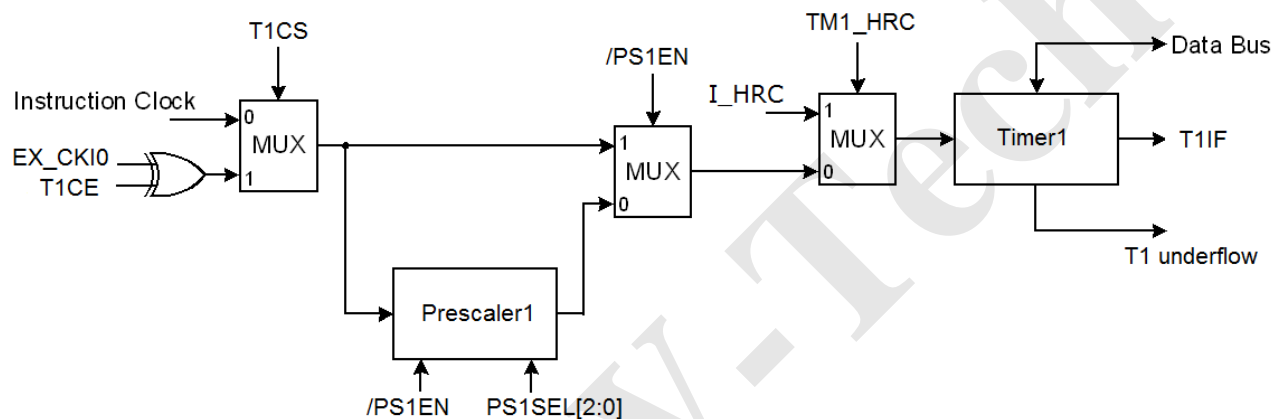 T1CS
TM1_HRC
/PS1EN
Data Bus
Instruction Clock
0
MUX
I_HRC
1
MUX
Timer1
T1IF
EX_CKI0
T1CE
1
1
MUX
0
0
T1 underflow
Prescaler1
/PS1EN
PS1SEL[2:0]
-Tech